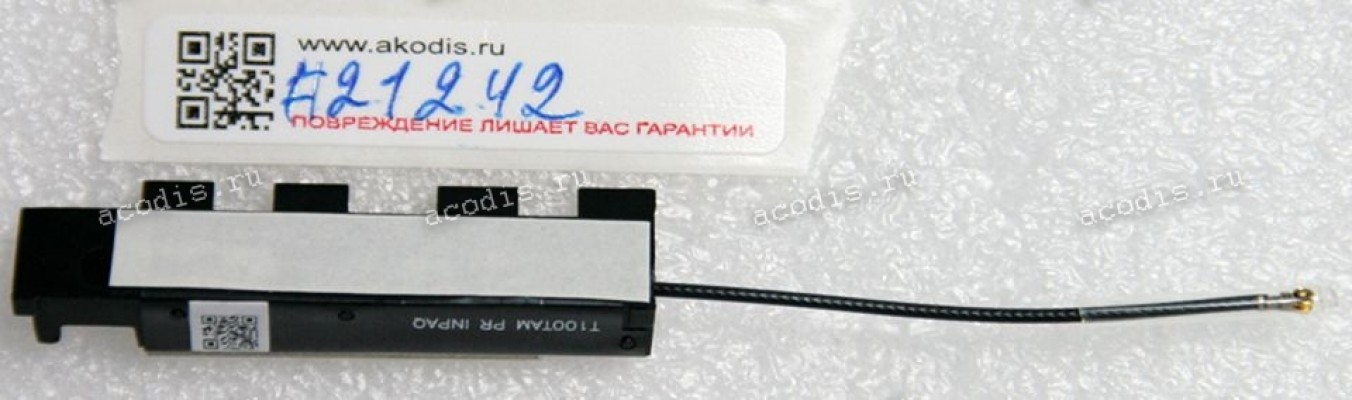 www.akodis.ru
A21242
ПОВРЕЖДЕНИЕ ЛИШАЕТ ВАС ГАРАНТИИ
acodis.ru
acodis.ru
acodis.ru
acodis.ru
T100TAM PR INPAQ